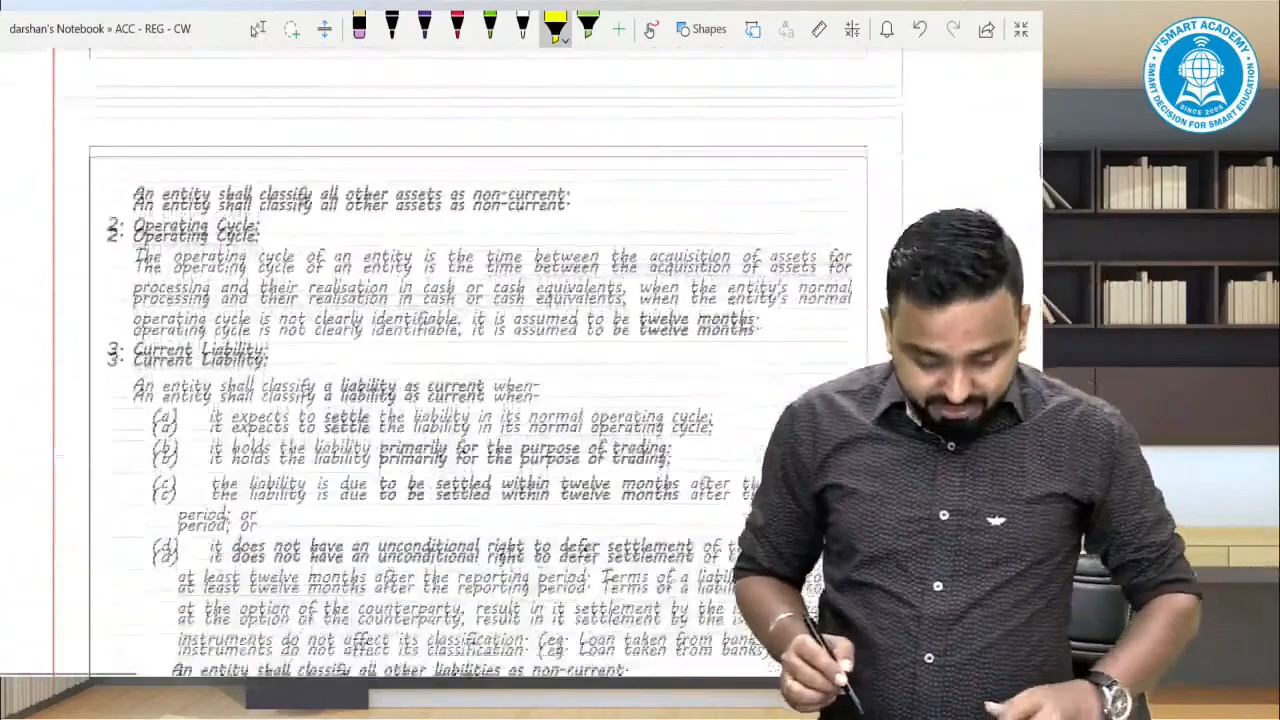 darshan's Notebook » ACC - REG - CW
Shapes
V'SMART ACADEMY
SMART DECISION FOR SMART EDUCATION
SINCE 2009
An entity shall classify all other assets as non-current.
2. Operating Cycle:
The operating cycle of an entity is the time between the acquisition of assets for
processing and their realisation in cash or cash equivalents, when the entity's normal
operating cycle is not clearly identifiable, it is assumed to be twelve months.
3. Current Liability:
An entity shall classify a liability as current when-
(a) it expects to settle the liability in its normal operating cycle;
(b) it holds the liability primarily for the purpose of trading;
(c) the liability is due to be settled within twelve months after
period; or
(d) it does not have an unconditional right to defer settlement of
at least twelve months after the reporting period. Terms of a
at the option of the counterparty, result in it settlement by the
instruments do not affect its classification. (eg. Loan taken from banks
An entity shall classify all other liabilities as non-current.